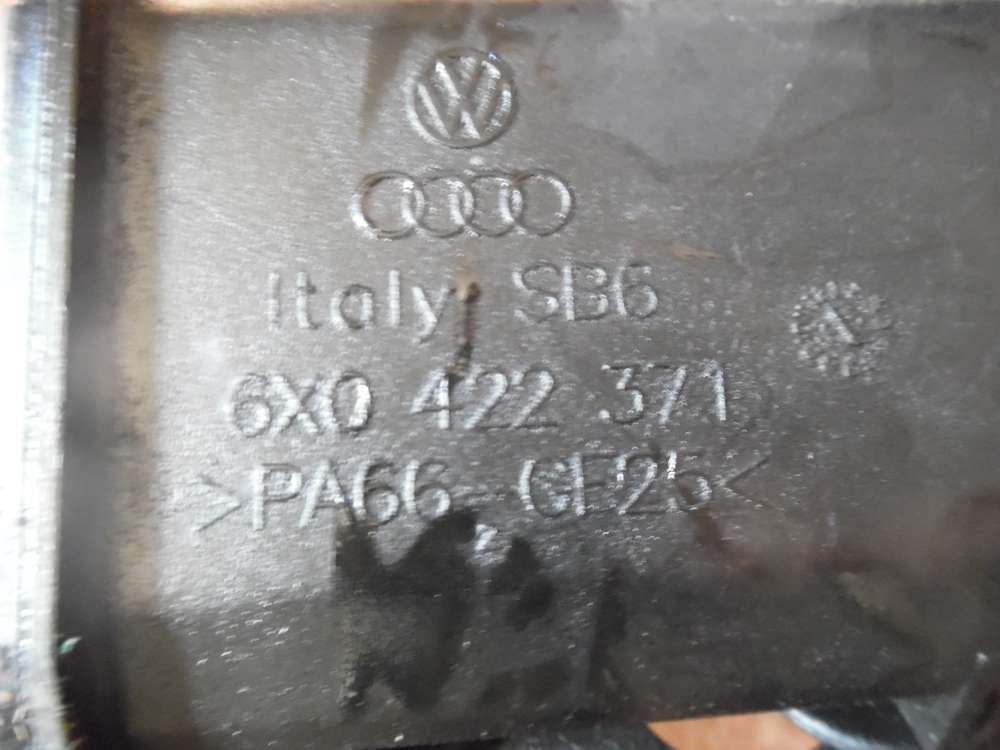 Italy SB6
6X0 422 371
>PA66-GF25<